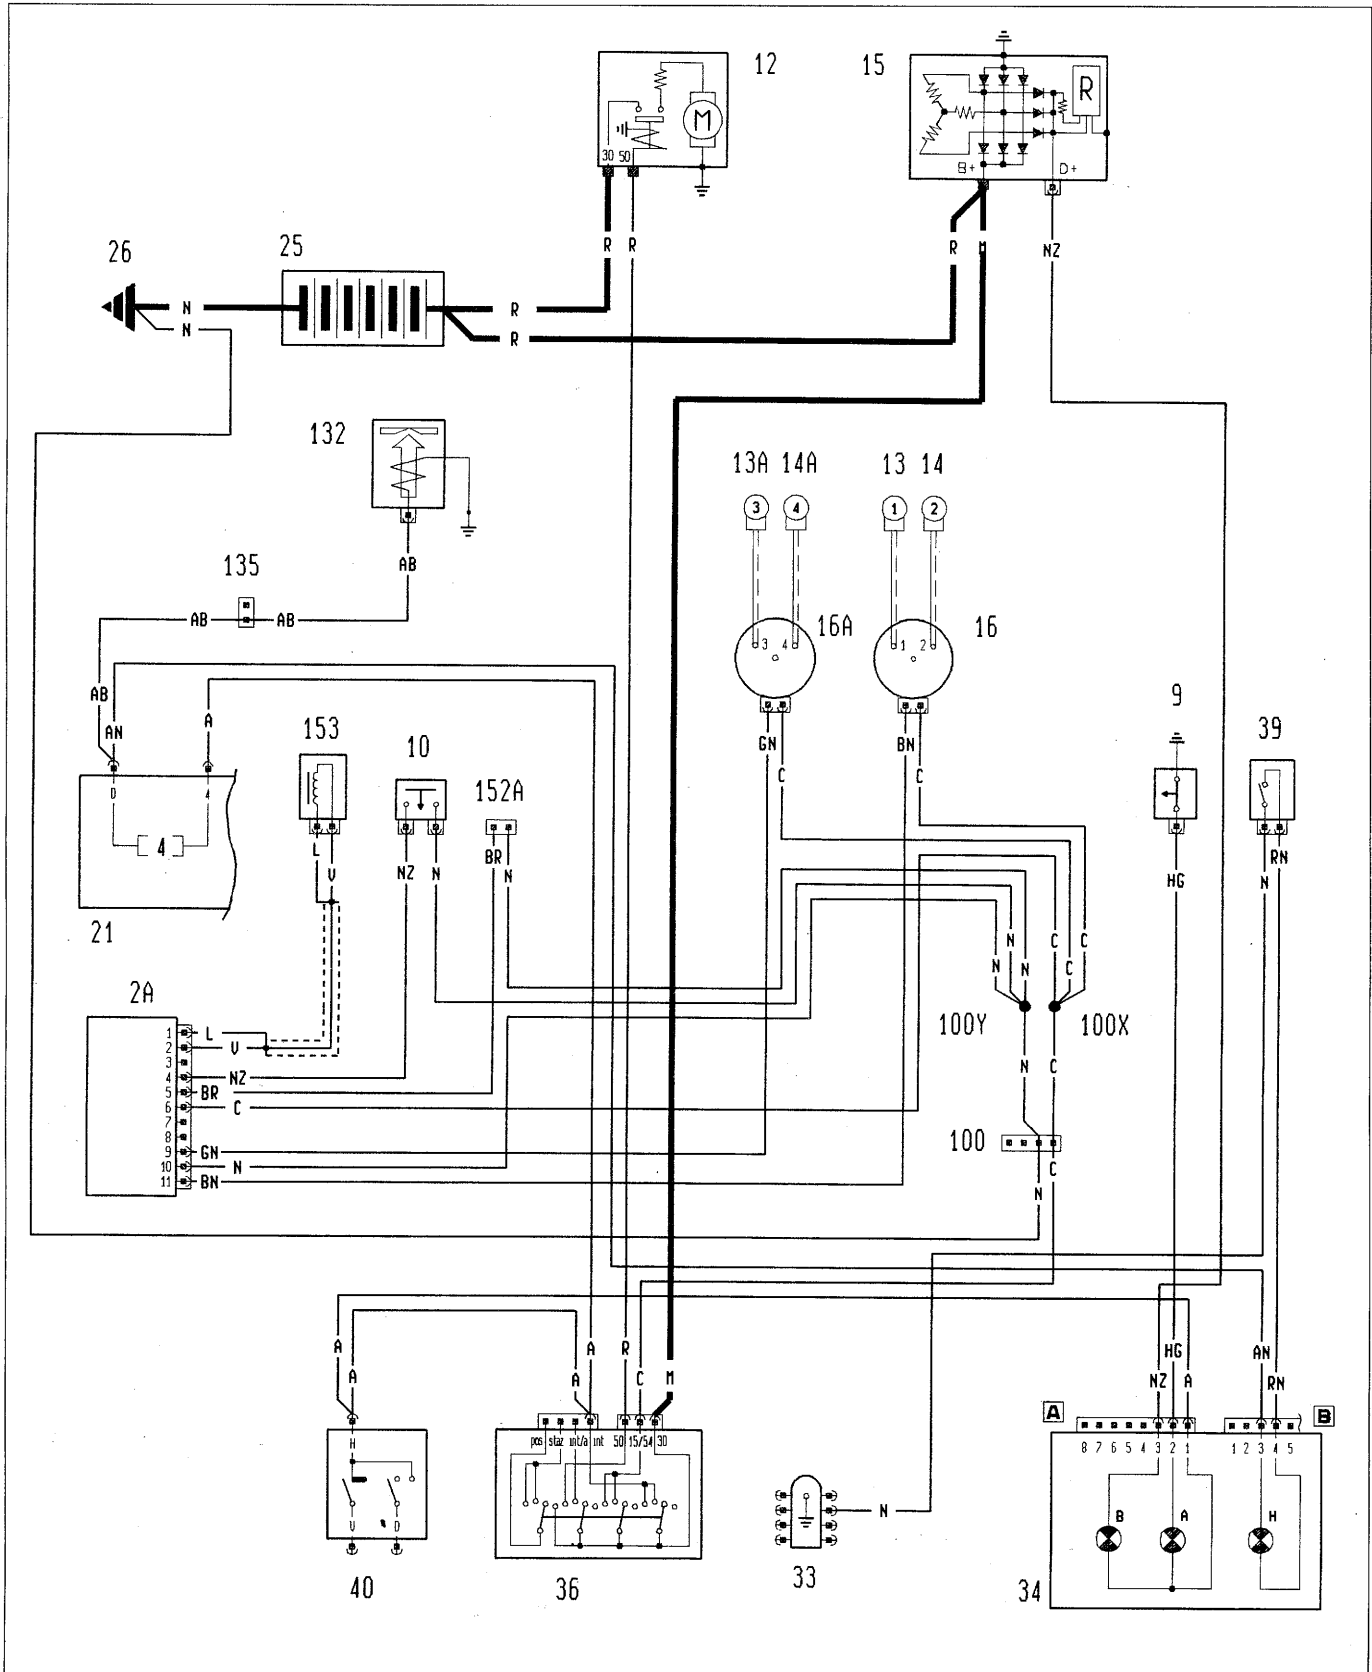 12
15
R
M
30 50
B+ D+
26
25
R R
R M NZ
N
N
R
R
132
13A 14A 13 14
3 4 1 2
135
AB
AB AB
16A
16
3 4 1 2
AB
AN
A
153
10
152A
GN C
BN C
9
39
D 4
4
L V
NZ N
BR N
HG
N RN
21
N N N C C C
2A
100Y 100X
1 L
2 V
3
4 NZ
5 BR
6 C
7
8
9 GN
10 N
11 BN
N C
100
N C
A A
A A R C M
NZ HG A
AN RN
A
B
H
pos staz int/a int 50 15/54 30
8 7 6 5 4 3 2 1
1 2 3 4 5
V D
N
B A H
40
36
33
34